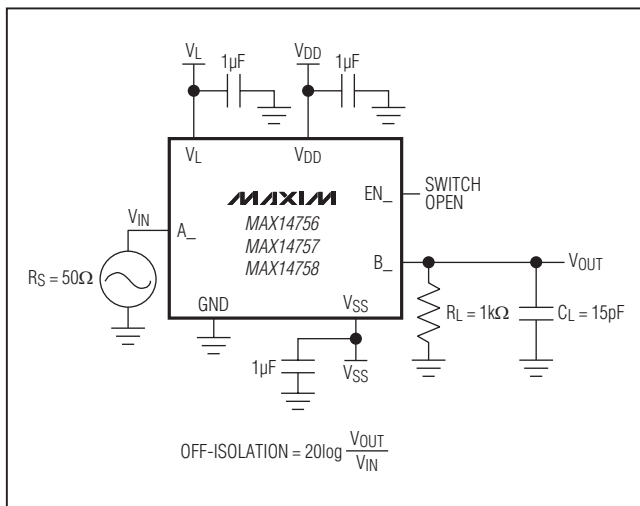 VL
1µF
VDD
1µF
VL
VDD
MAXIM
MAX14756
MAX14757
MAX14758
EN_
SWITCH
OPEN
VIN
A_
RS = 50Ω
B_
VOUT
GND
VSS
RL = 1kΩ
CL = 15pF
1µF
VSS
OFF-ISOLATION = 20log VOUT
VIN